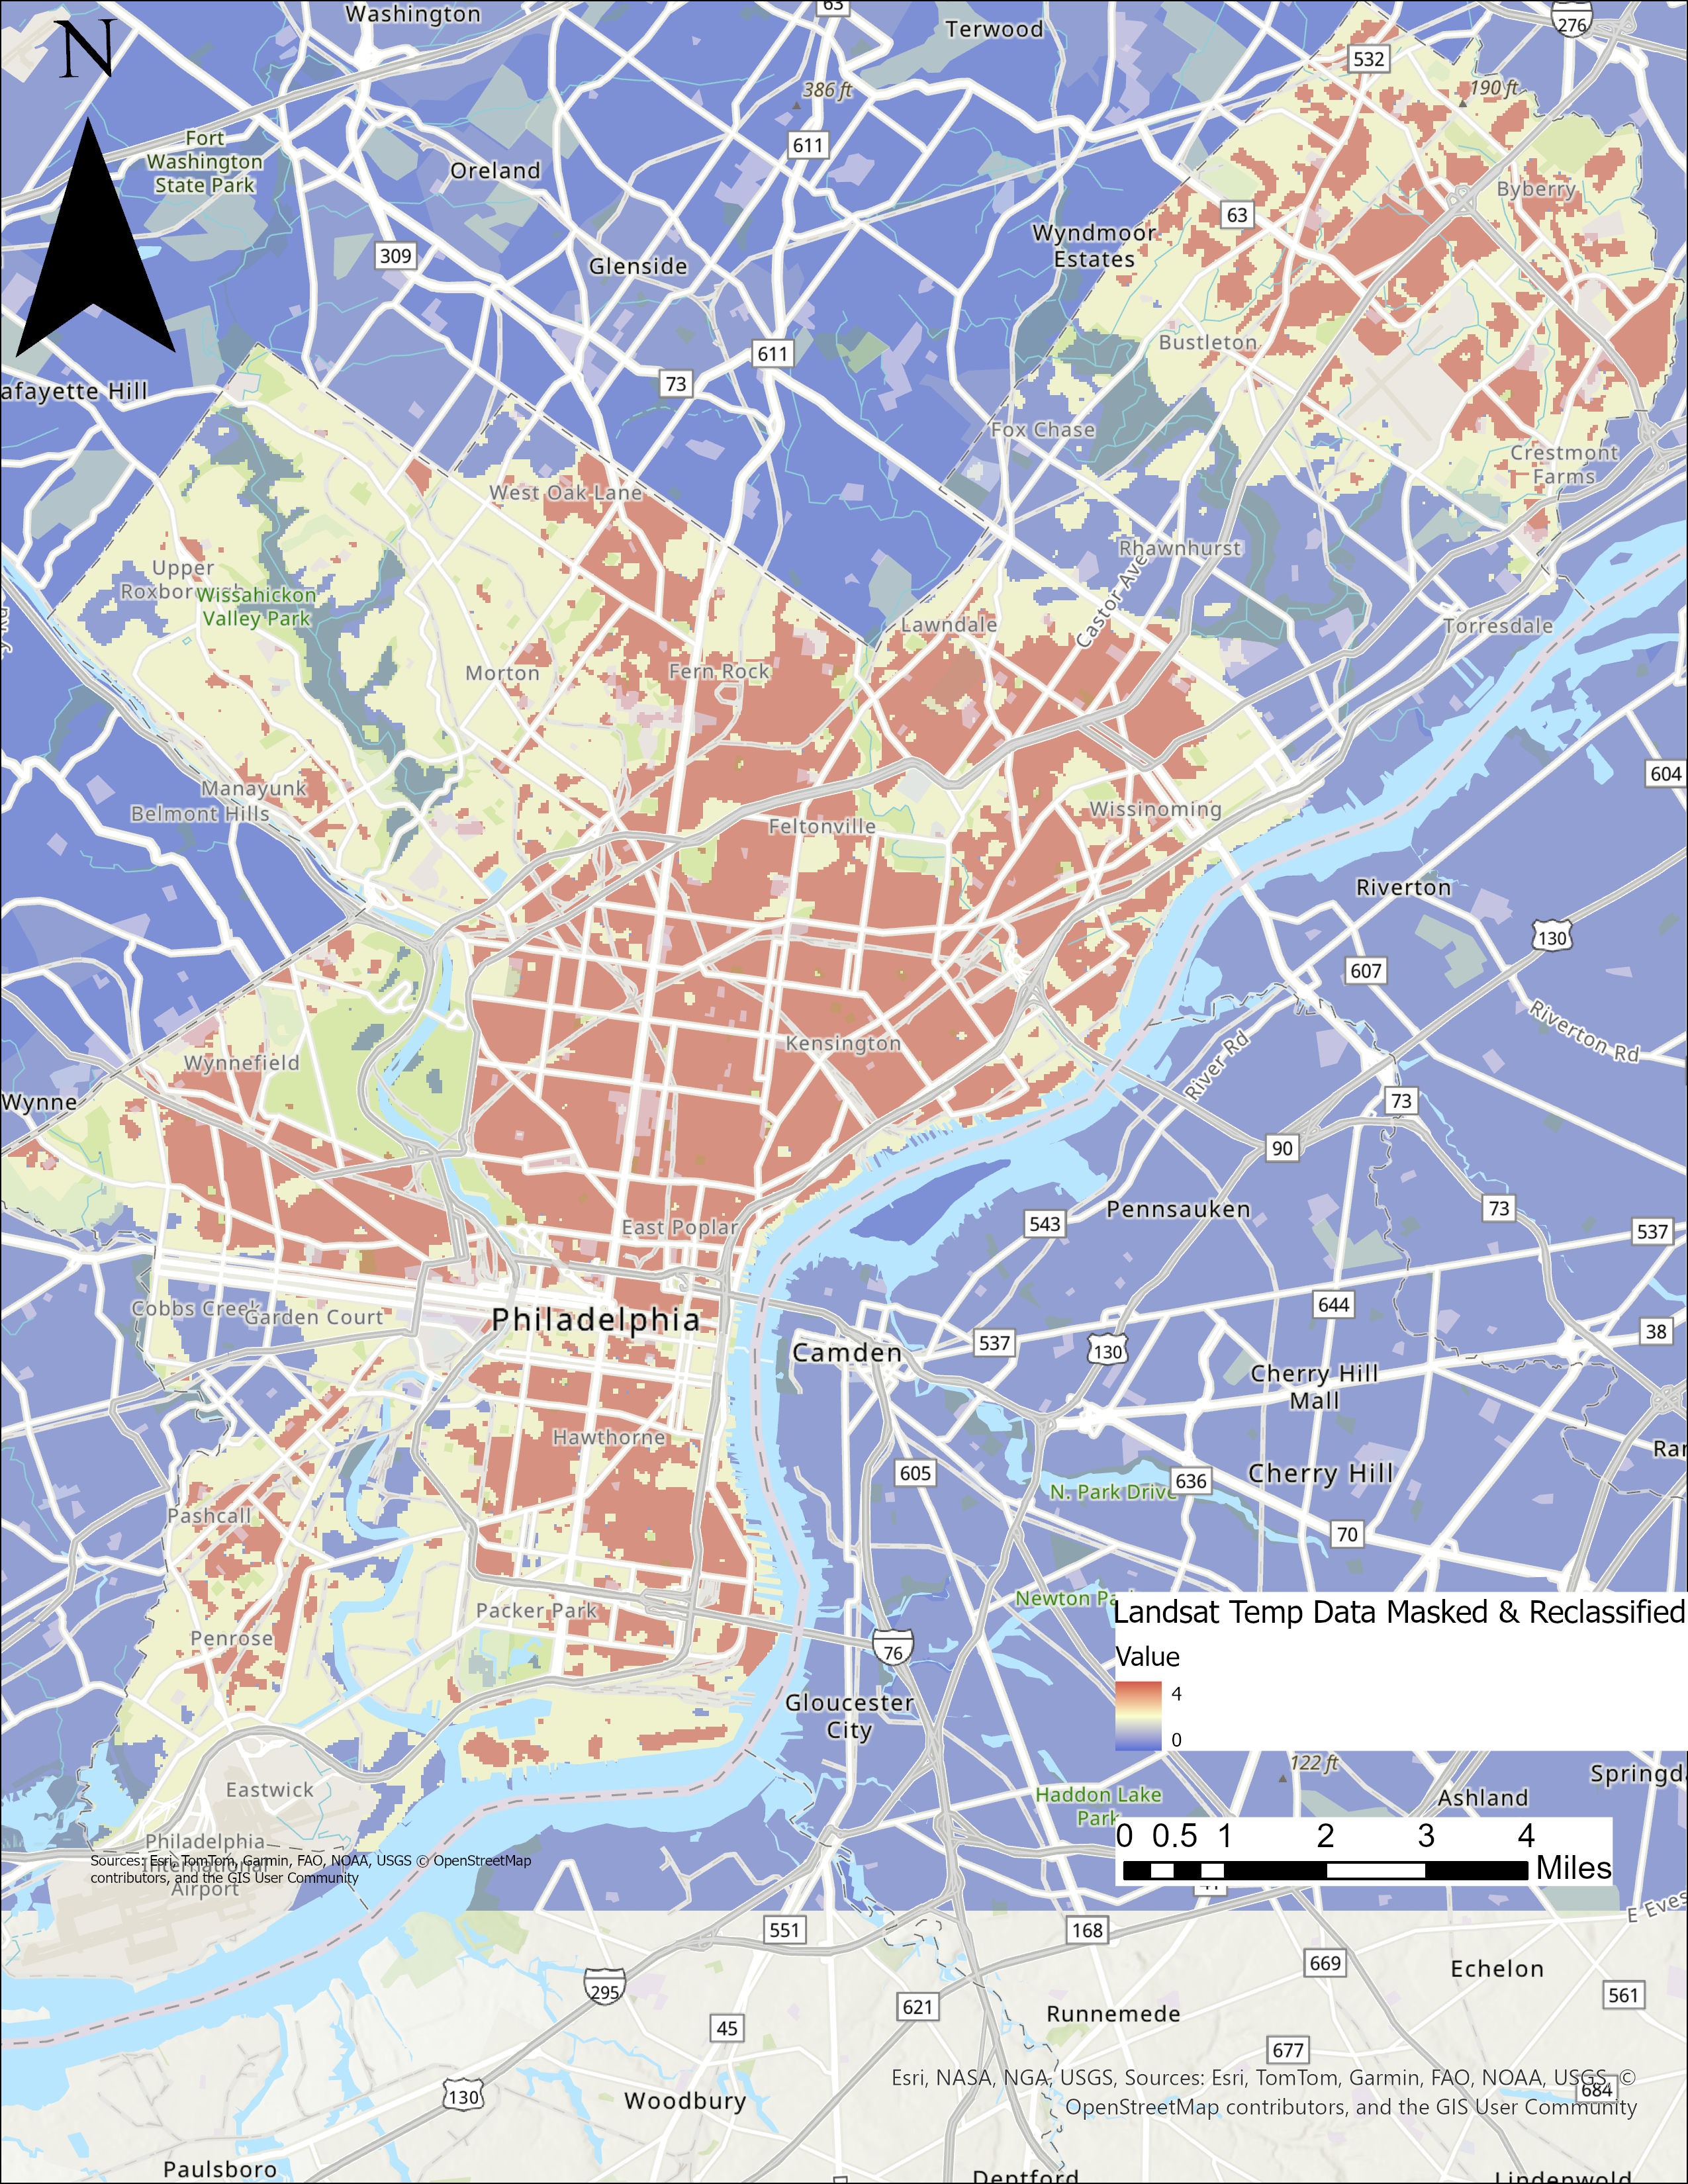 Washington
63
Terwood
276
N
532
386 ft
190 ft
Fort
Washington
State Park
611
Oreland
Byberry
63
Wyndmoor
Estates
309
Glenside
611
Bustleton
73
afayette Hill
Fox Chase
Crestmont
Farms
West Oak Lane
Rhawnhurst
Upper
Roxbor
Wissahickon
Valley Park
Castor Ave
Lawndale
Torresdale
Morton
Fern Rock
604
Manayunk
Belmont Hills
Wissinoming
Feltonville
Riverton
130
607
Riverton Rd
Kensington
River Rd
Wynnefield
Wynne
73
90
Pennsauken
73
543
537
East Poplar
644
Cobbs Creek
Garden Court
Philadelphia
38
537
130
Camden
Cherry Hill
Mall
Hawthorne
605
Cherry Hill
636
N. Park Drive
Pashcall
70
Newton Pa
Packer Park
Landsat Temp Data Masked & Reclassified
Penrose
76
Value
4
Gloucester
City
0
122 ft
Springd
Eastwick
Haddon Lake
Park
Ashland
0 0.5 1 2 3 4
Miles
Philadelphia
International
Airport
Sources: Esri, TomTom, Garmin, FAO, NOAA, USGS © OpenStreetMap
contributors, and the GIS User Community
41
E Eves
551
168
669
Echelon
295
561
621
Runnemede
45
677
Esri, NASA, NGA, USGS, Sources: Esri, TomTom, Garmin, FAO, NOAA, USGS, ©
684
OpenStreetMap contributors, and the GIS User Community
130
Woodbury
Paulsboro
Deptford
Lindenwold